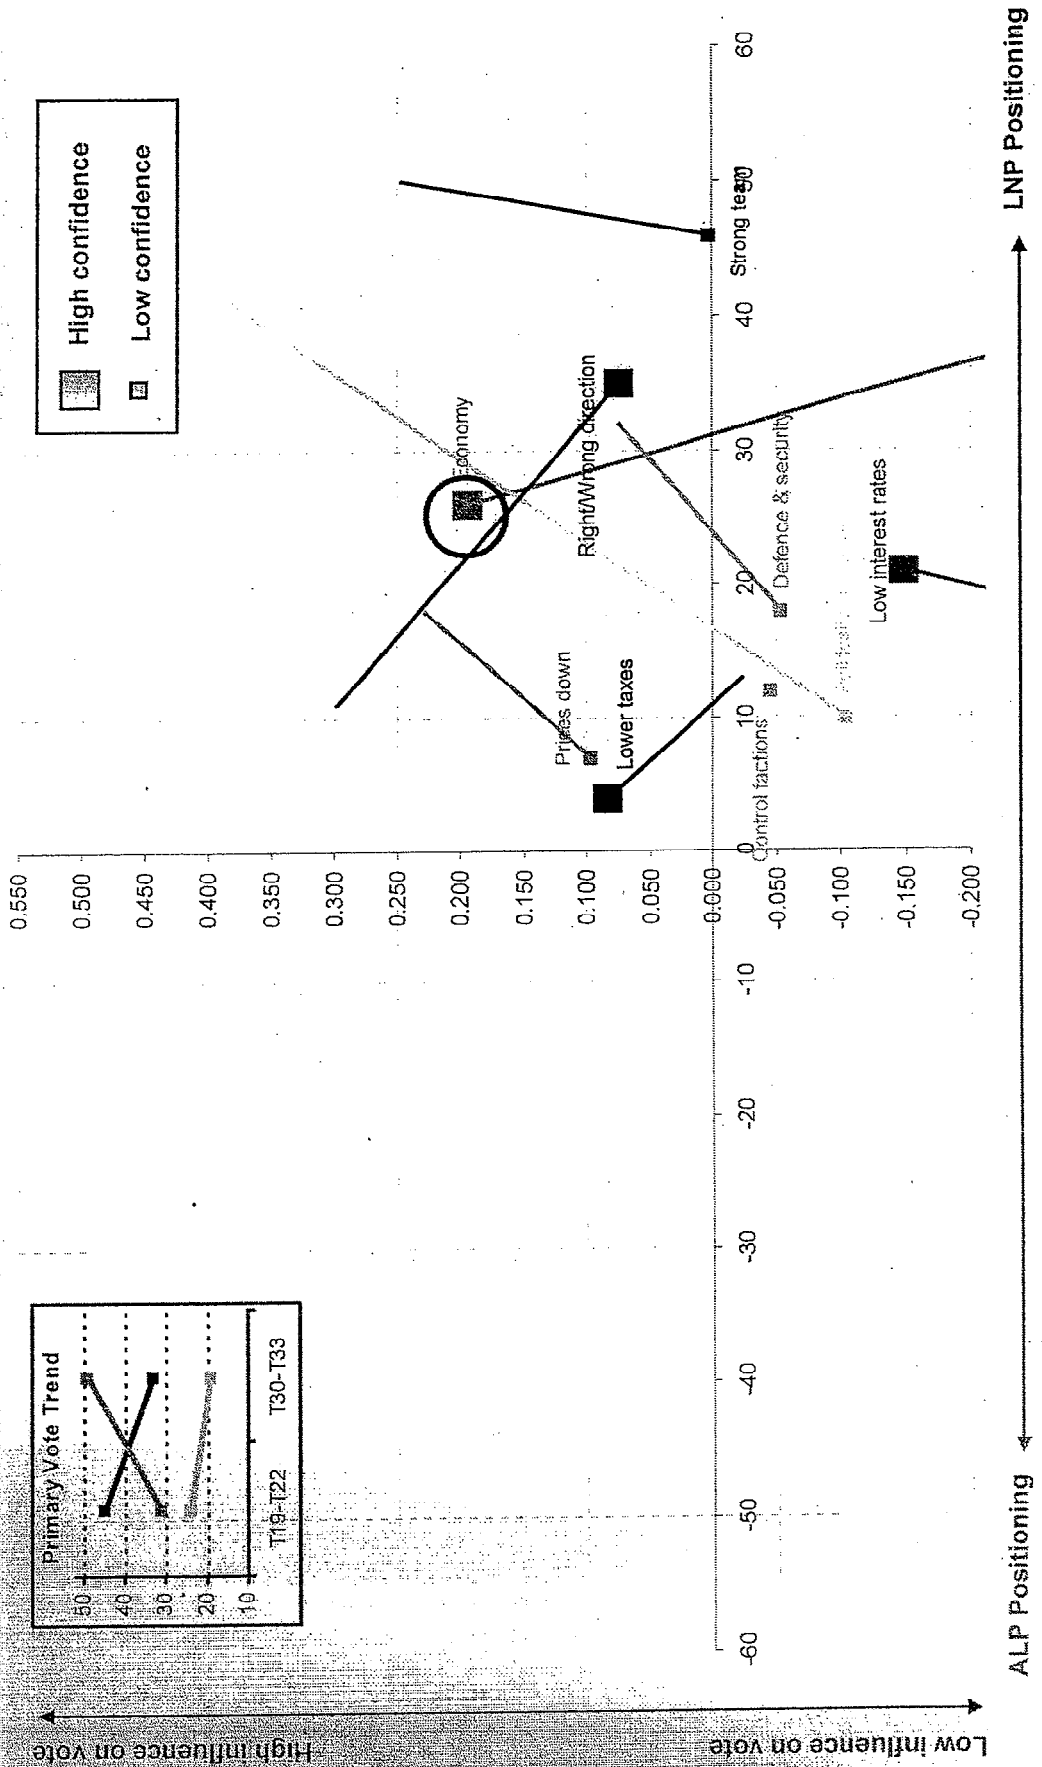 Primary Vote Trend
50
40
30
20
10
T19-T22
T30-T33
High confidence
Low confidence
High influence on vote
Low influence on vote
0.550
0.500
0.450
0.400
0.350
0.300
0.250
0.200
0.150
0.100
0.050
0.000
-0.050
-0.100
-0.150
-0.200
-60
-50
-40
-30
-20
-10
0
10
20
30
40
50
60
Economy
Prices down
Right/Wrong direction
Lower taxes
Strong team
Control factions
Defence & security
Low interest rates
ALP Positioning
LNP Positioning